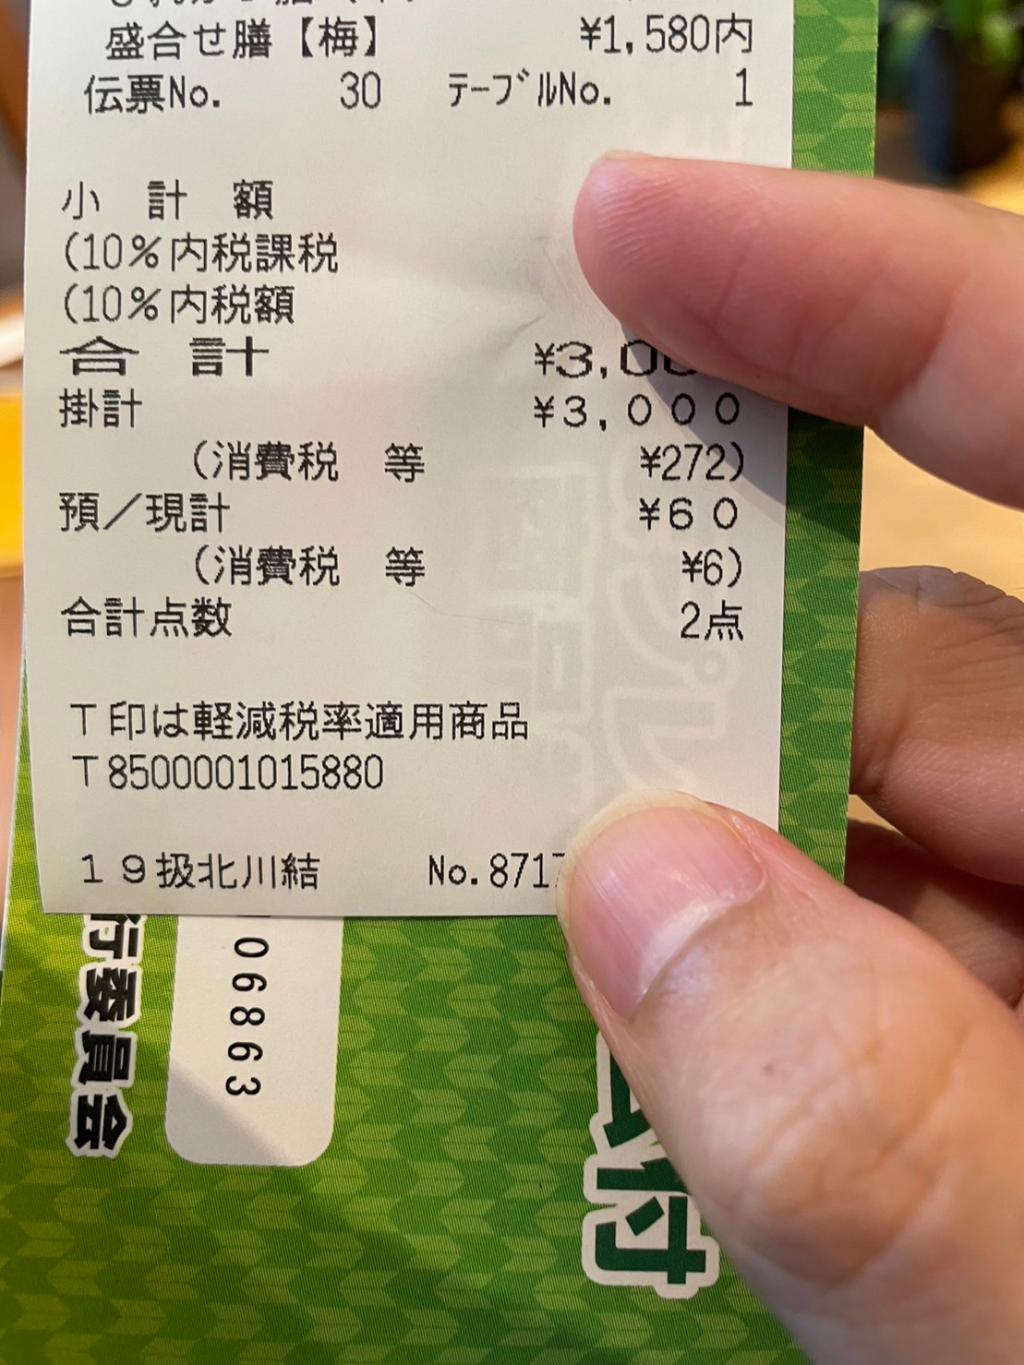 盛合せ膳【梅】 ¥1,580内
伝票No. 30 テーブルNo. 1
小 計 額
(10%内税課税
(10%内税額
合 計 ¥3,0
掛計 ¥3,000
(消費税 等 ¥272)
預/現計 ¥60
(消費税 等 ¥6)
合計点数 2点
T印は軽減税率適用商品
T8500001015880
19扱北川結 No.871
行委員会
06863
付